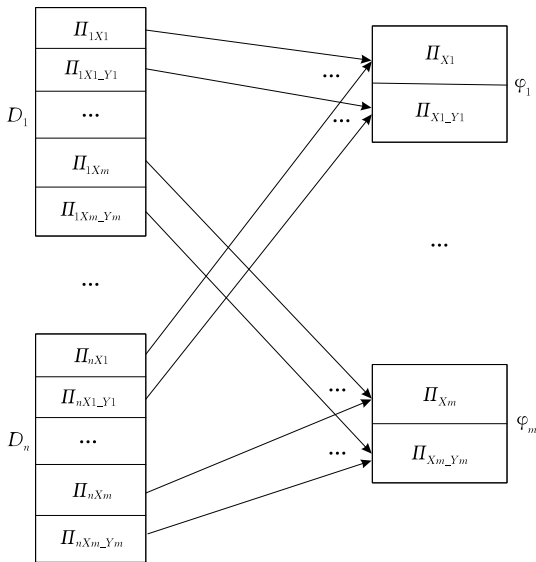 Π1X1
Π1X1_Y1
...
Π1Xm
Π1Xm_Ym
D1
...
ΠnX1
ΠnX1_Y1
...
ΠnXm
ΠnXm_Ym
Dn
...
...
ΠX1
ΠX1_Y1
φ1
...
...
...
ΠXm
ΠXm_Ym
φm